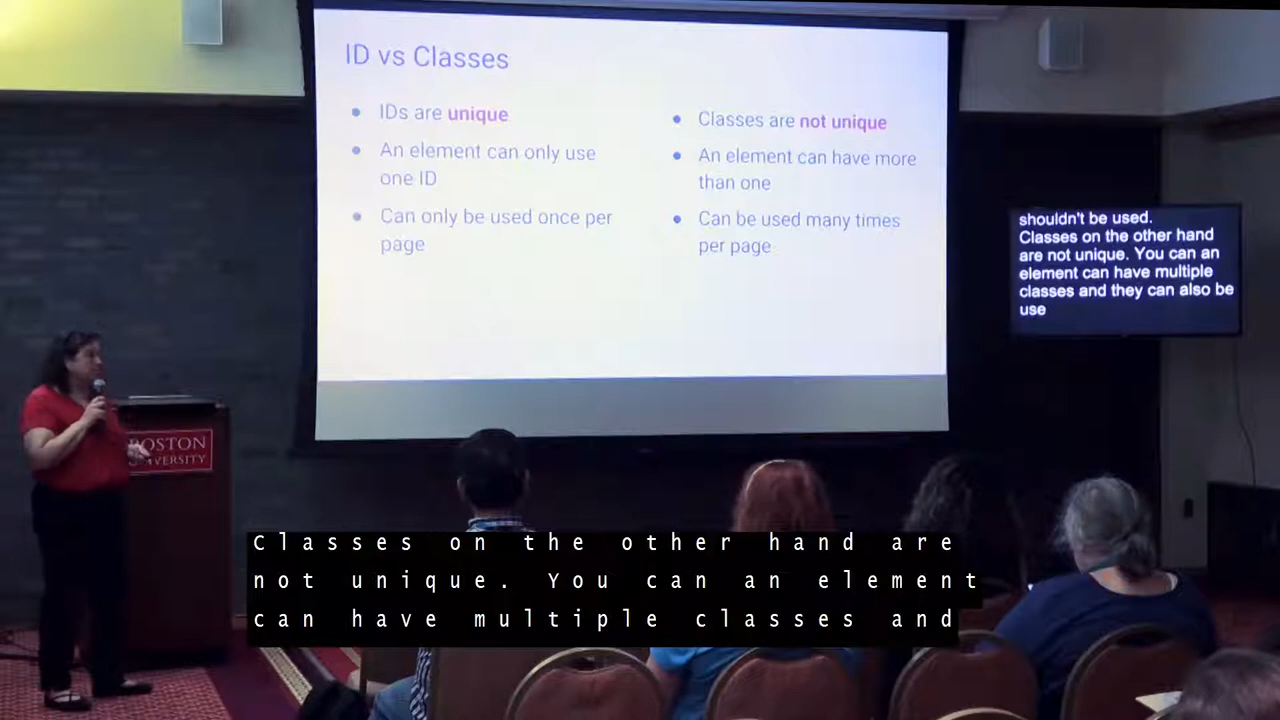 ID vs Classes
IDs are unique
An element can only use
one ID
Can only be used once per
page
Classes are not unique
An element can have more
than one
Can be used many times
per page
shouldn't be used.
Classes on the other hand
are not unique. You can an
element can have multiple
classes and they can also be
use
BOSTON
Classes on the other hand are
not unique. You can an element
can have multiple classes and